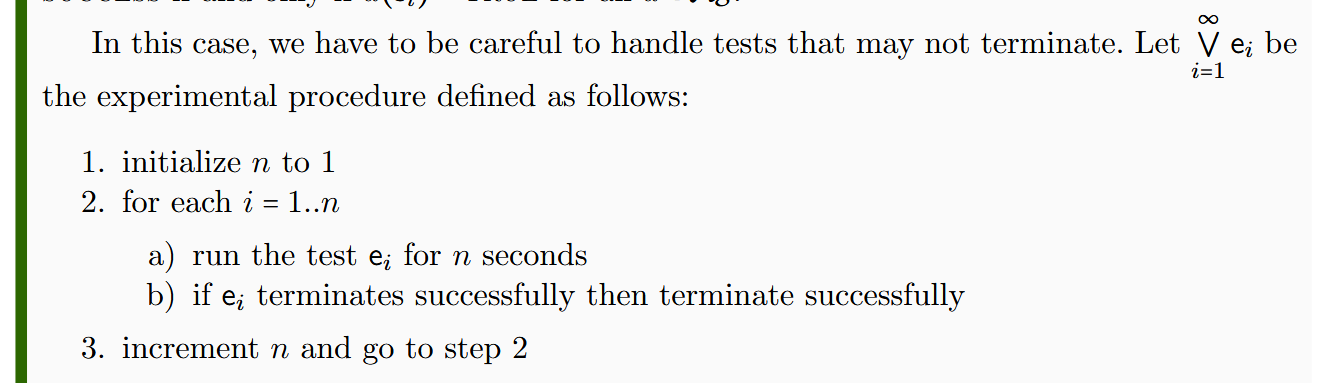 In this case, we have to be careful to handle tests that may not terminate. Let ⋁_{i=1}^{∞} e_i be
the experimental procedure defined as follows:
1. initialize n to 1
2. for each i = 1..n
a) run the test e_i for n seconds
b) if e_i terminates successfully then terminate successfully
3. increment n and go to step 2